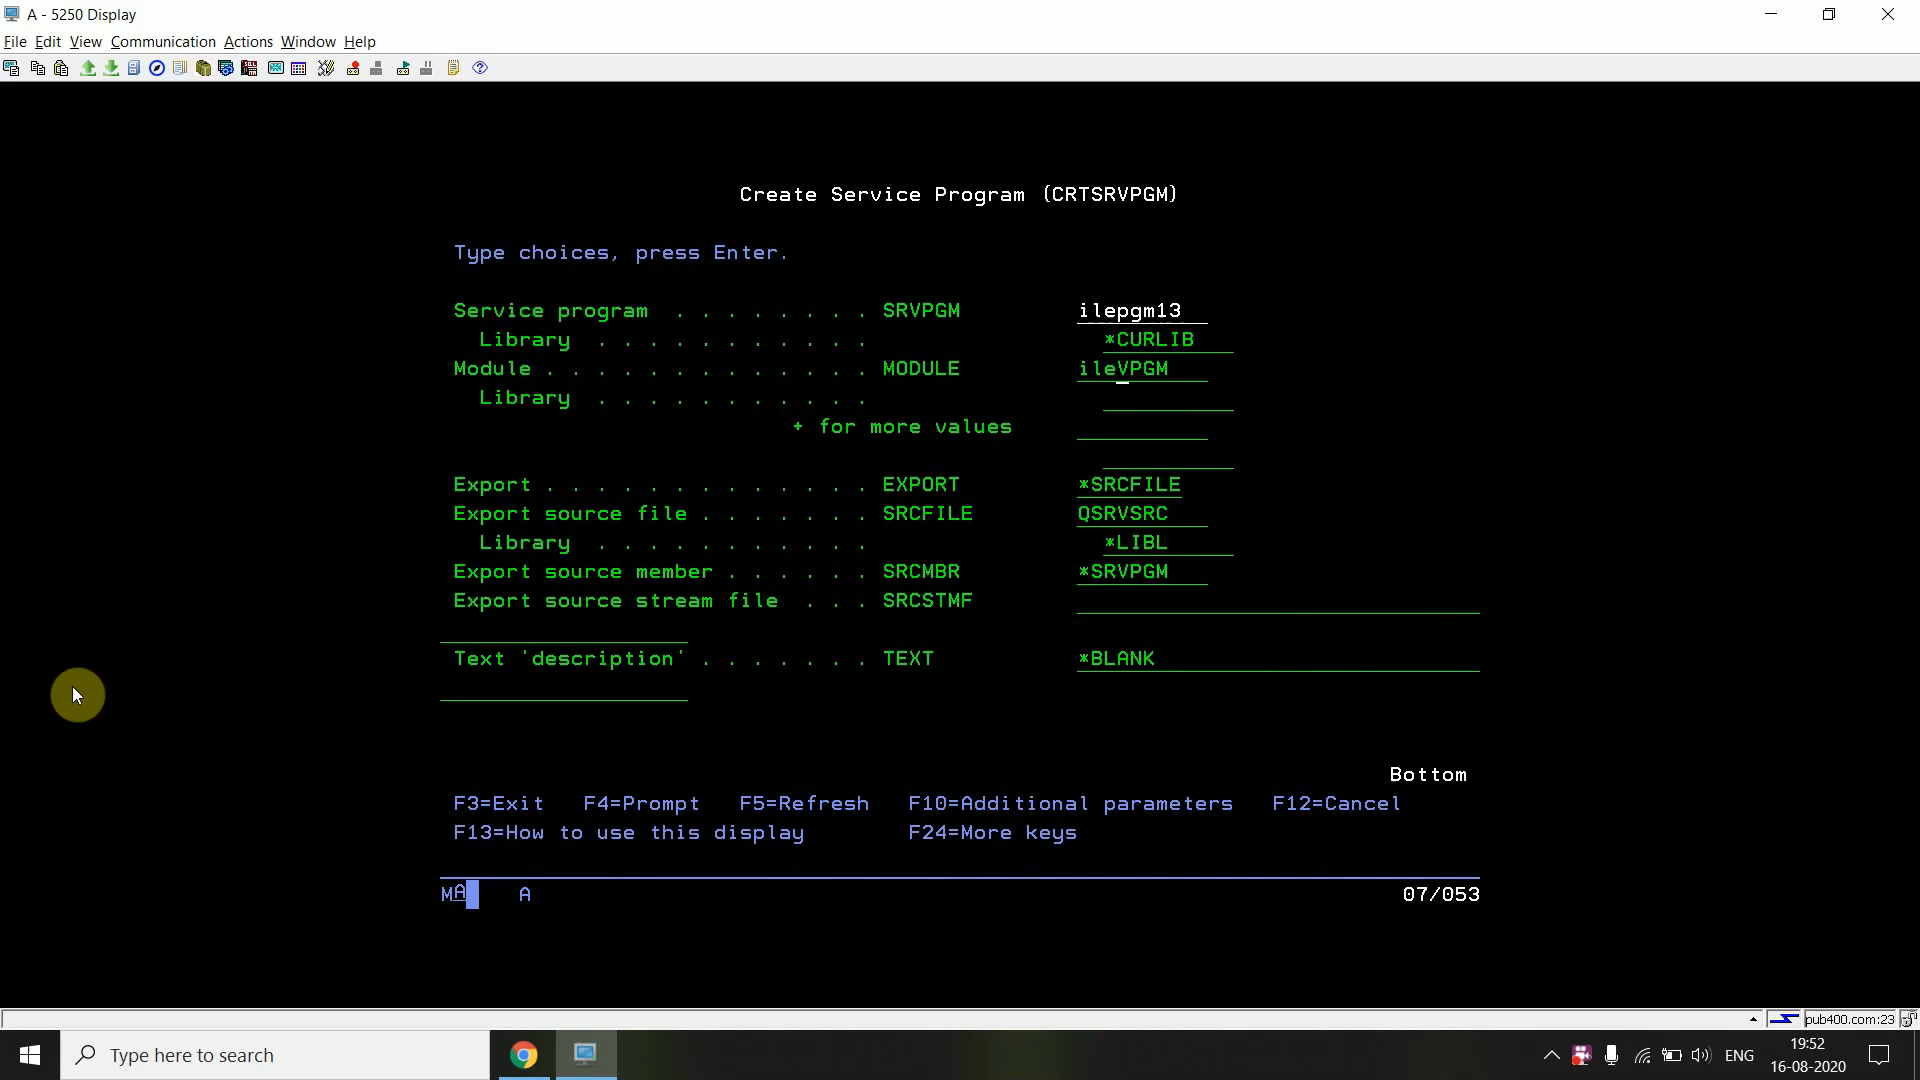 A - 5250 Display
File Edit View Communication Actions Window Help
Create Service Program (CRTSRVPGM)
Type choices, press Enter.
Service program . . . . . . . . SRVPGM ilepgm13
Library . . . . . . . . . . . *CURLIB
Module . . . . . . . . . . . . . MODULE ileVPGM
Library . . . . . . . . . . .
+ for more values
Export . . . . . . . . . . . . . EXPORT *SRCFILE
Export source file . . . . . . . SRCFILE QSRVSRC
Library . . . . . . . . . . . *LIBL
Export source member . . . . . . SRCMBR *SRVPGM
Export source stream file . . . SRCSTMF
Text 'description' . . . . . . . TEXT *BLANK
Bottom
F3=Exit F4=Prompt F5=Refresh F10=Additional parameters F12=Cancel
F13=How to use this display F24=More keys
MA A 07/053
pub400.com:23
Type here to search
ENG
19:52
16-08-2020